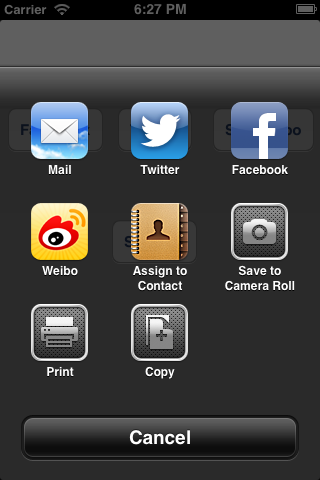 Carrier 6:27 PM
Mail Twitter Facebook
Weibo Assign to Contact Save to Camera Roll
Print Copy
Cancel